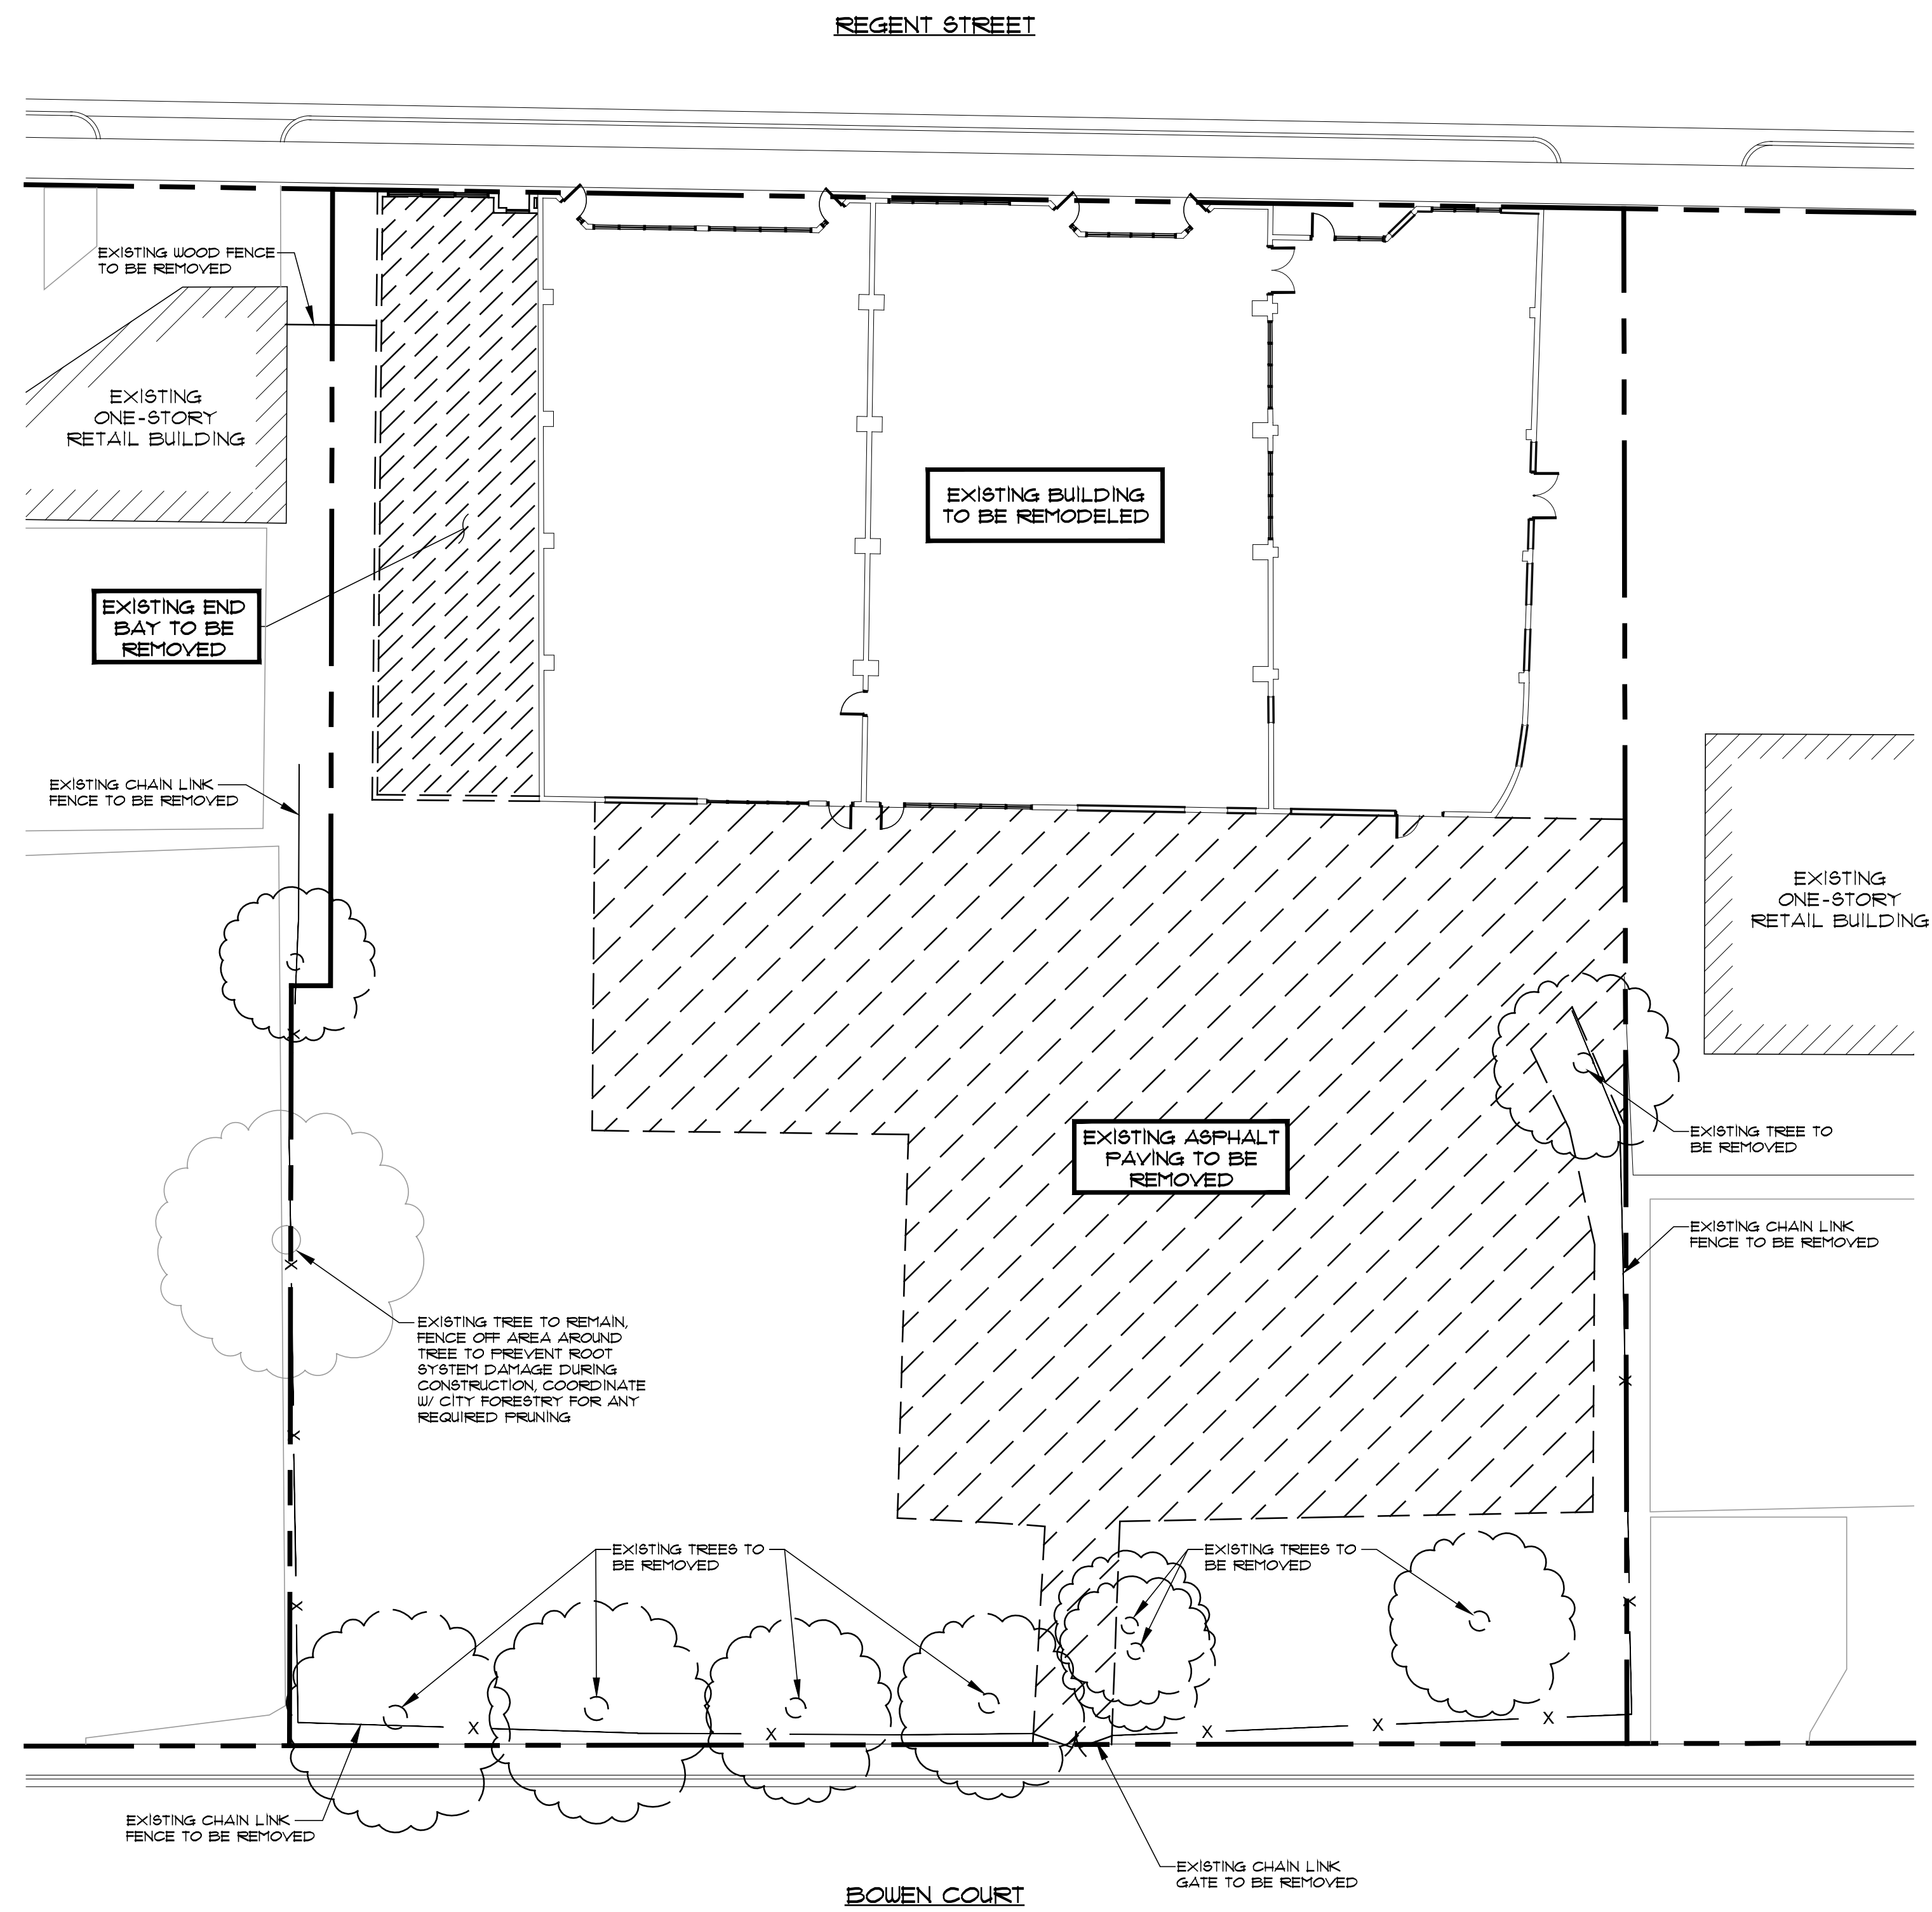 REGENT STREET
EXISTING WOOD FENCE
TO BE REMOVED
EXISTING
ONE-STORY
RETAIL BUILDING
EXISTING BUILDING
TO BE REMODELED
EXISTING END
BAY TO BE
REMOVED
EXISTING CHAIN LINK
FENCE TO BE REMOVED
EXISTING
ONE-STORY
RETAIL BUILDING
EXISTING ASPHALT
PAVING TO BE
REMOVED
EXISTING TREE TO
BE REMOVED
EXISTING CHAIN LINK
FENCE TO BE REMOVED
EXISTING TREE TO REMAIN,
FENCE OFF AREA AROUND
TREE TO PREVENT ROOT
SYSTEM DAMAGE DURING
CONSTRUCTION, COORDINATE
W/ CITY FORESTRY FOR ANY
REQUIRED PRUNING
EXISTING TREES TO
BE REMOVED
EXISTING TREES TO
BE REMOVED
EXISTING CHAIN LINK
FENCE TO BE REMOVED
EXISTING CHAIN LINK
GATE TO BE REMOVED
BOWEN COURT